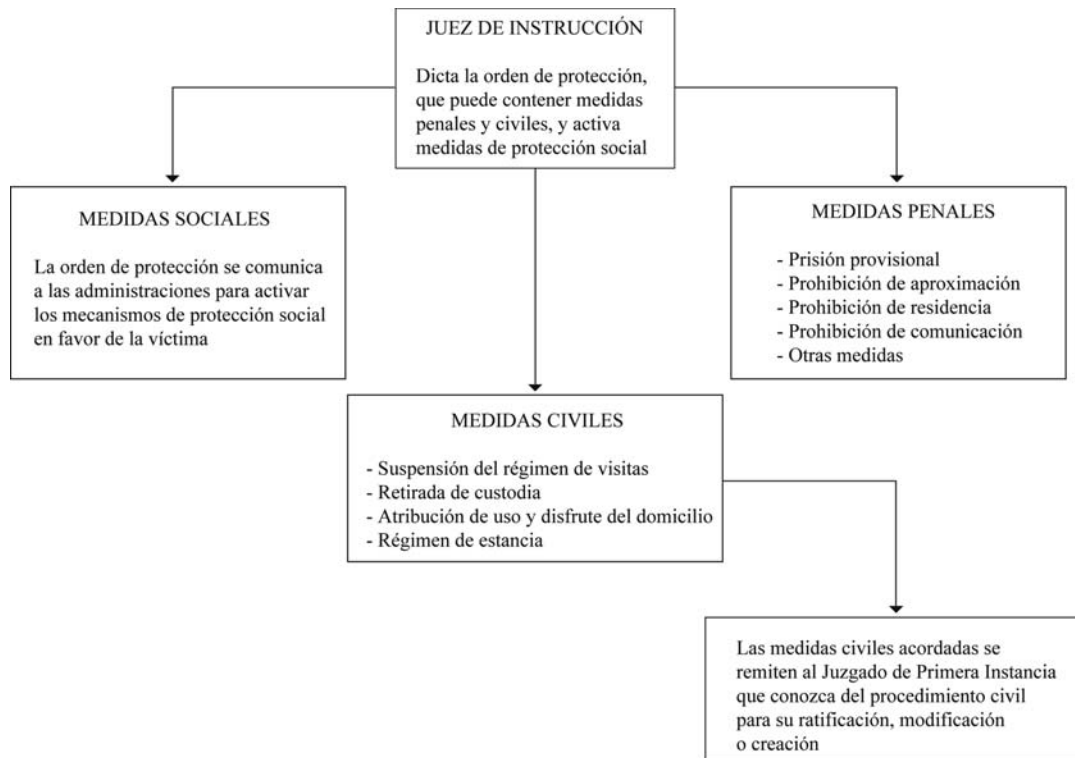 JUEZ DE INSTRUCCIÓN
Dicta la orden de protección,
que puede contener medidas
penales y civiles, y activa
medidas de protección social
MEDIDAS SOCIALES
La orden de protección se comunica
a las administraciones para activar
los mecanismos de protección social
en favor de la víctima
MEDIDAS PENALES
- Prisión provisional
- Prohibición de aproximación
- Prohibición de residencia
- Prohibición de comunicación
- Otras medidas
MEDIDAS CIVILES
- Suspensión del régimen de visitas
- Retirada de custodia
- Atribución de uso y disfrute del domicilio
- Régimen de estancia
Las medidas civiles acordadas se
remiten al Juzgado de Primera Instancia
que conozca del procedimiento civil
para su ratificación, modificación
o creación